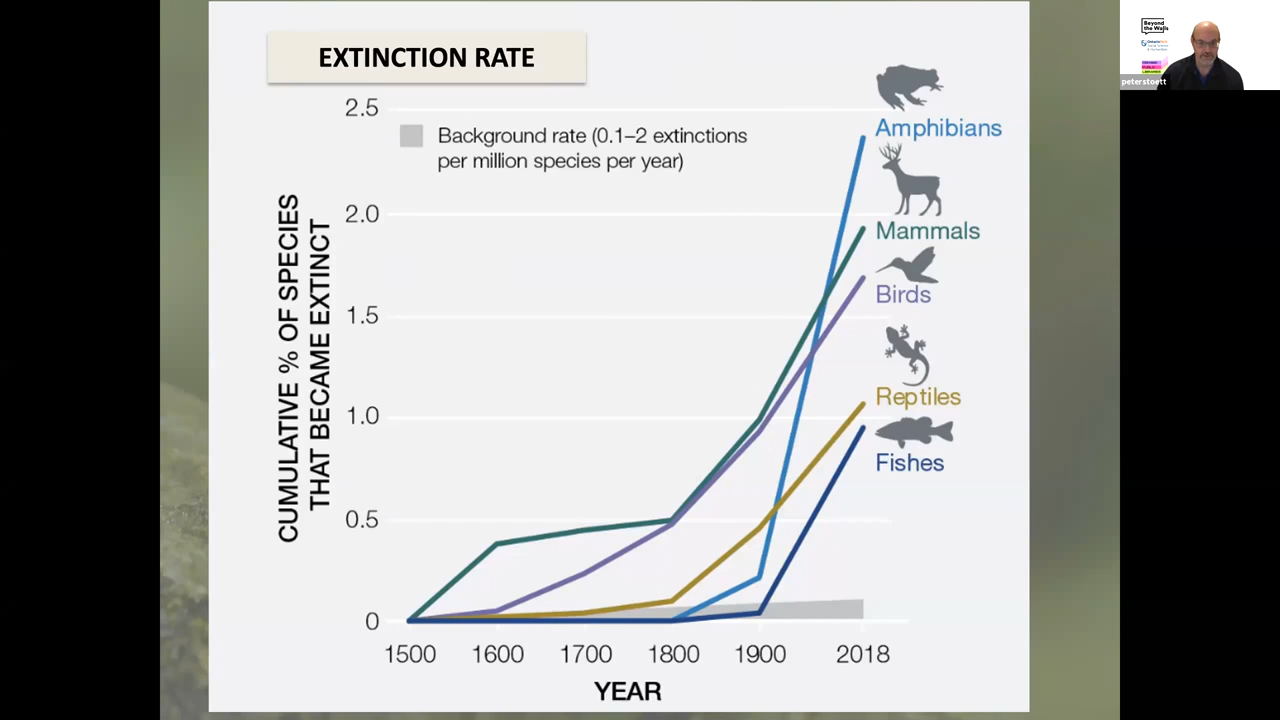 EXTINCTION RATE
2.5
Background rate (0.1–2 extinctions
per million species per year)
2.0
1.5
1.0
0.5
0
CUMULATIVE % OF SPECIES
THAT BECAME EXTINCT
Amphibians
Mammals
Birds
Reptiles
Fishes
1500 1600 1700 1800 1900 2018
YEAR
Beyond
the Walls
peterstoett